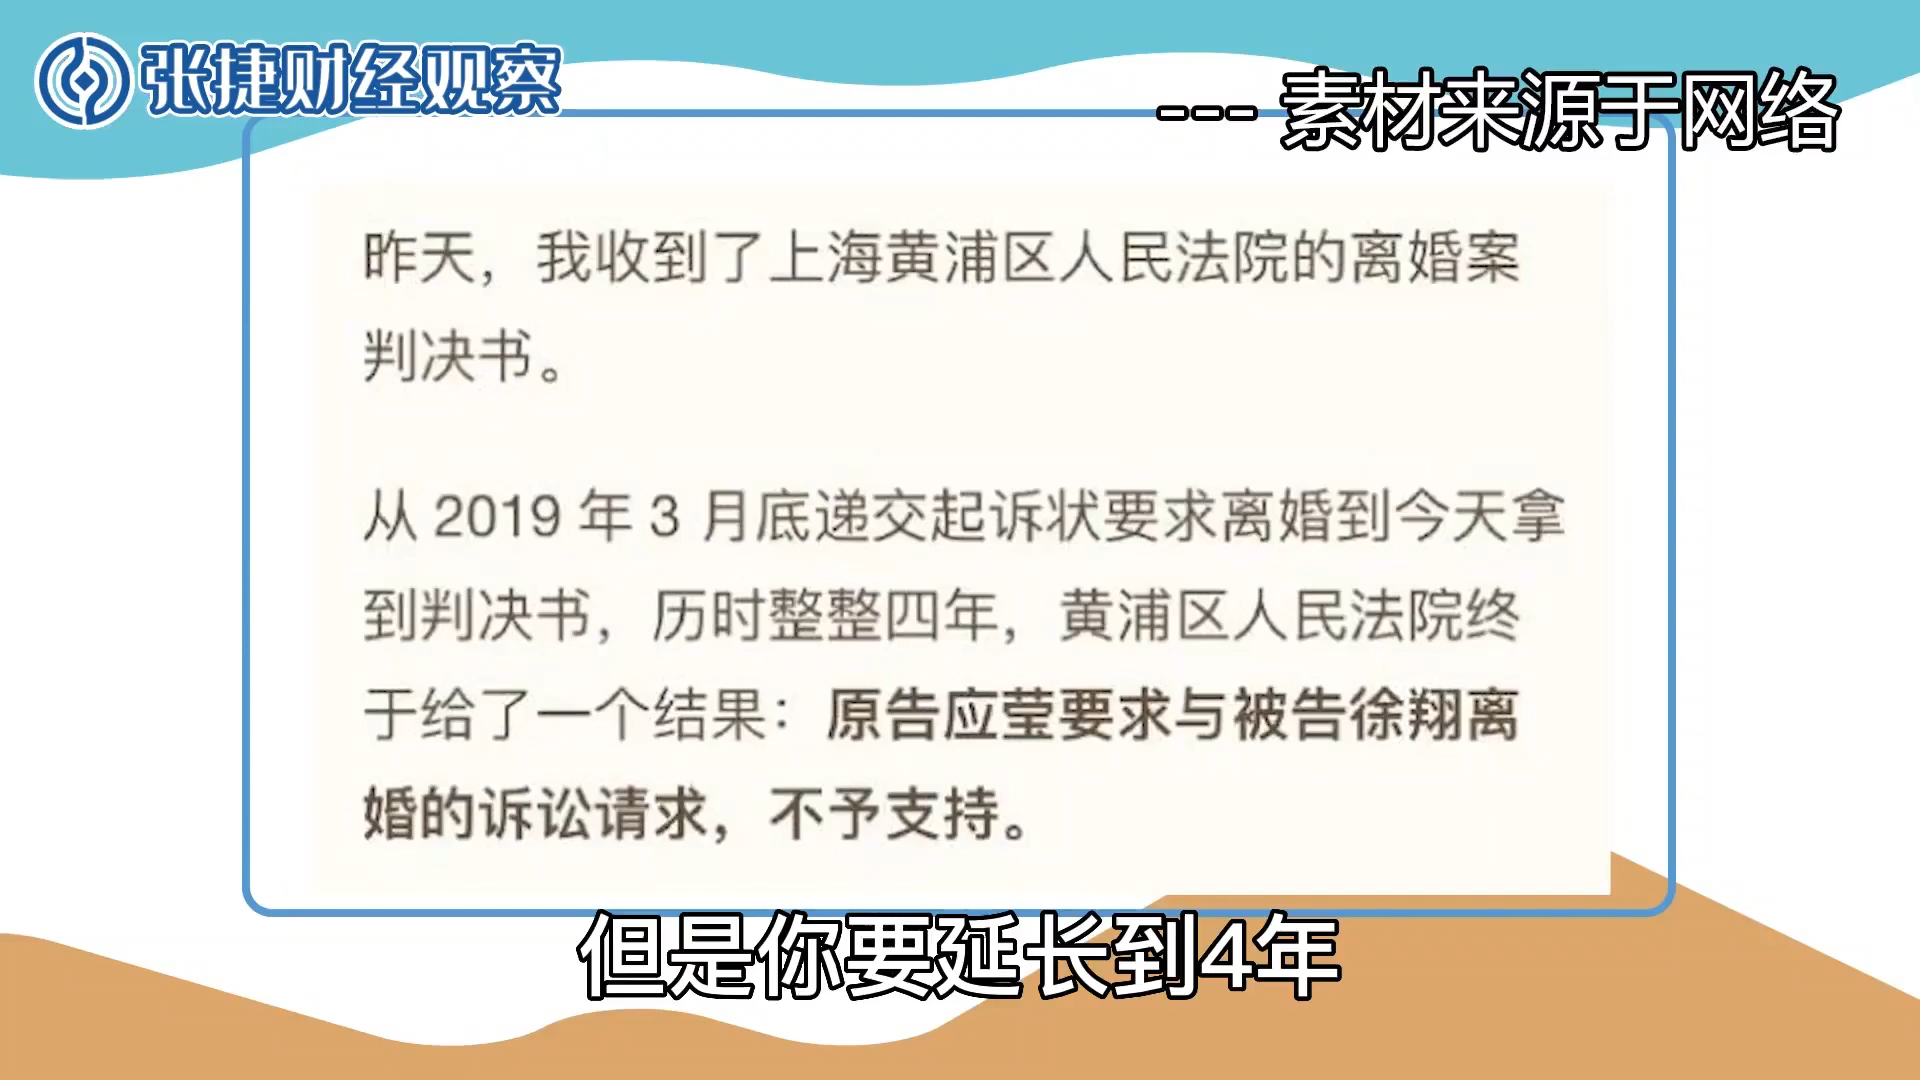 张捷财经观察
--- 素材来源于网络
昨天，我收到了上海黄浦区人民法院的离婚案
判决书。
从 2019 年 3 月底递交起诉状要求离婚到今天拿
到判决书，历时整整四年，黄浦区人民法院终
于给了一个结果：原告应莹要求与被告徐翔离
婚的诉讼请求，不予支持。
但是你要延长到4年